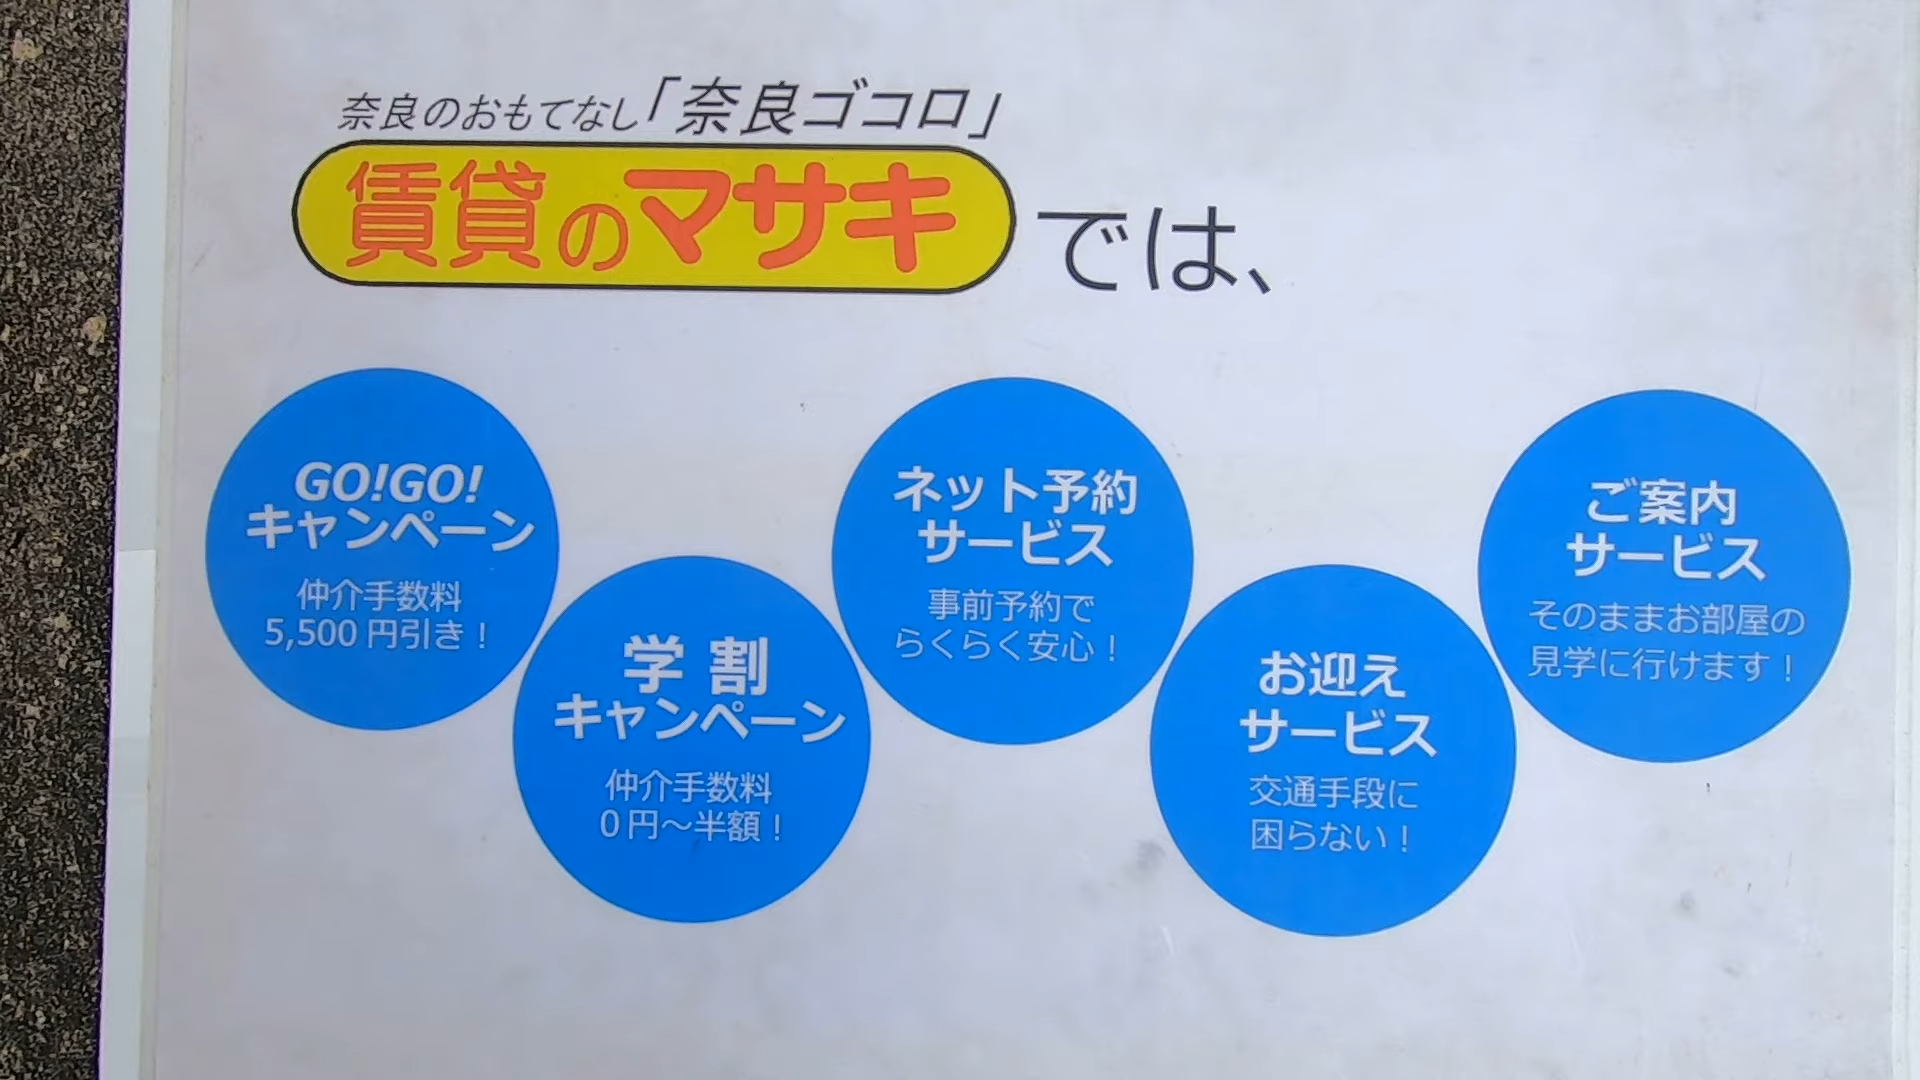 奈良のおもてなし「奈良ゴコロ」
賃貸のマサキでは、
GO!GO!
キャンペーン
仲介手数料
5,500円引き！
学割
キャンペーン
仲介手数料
0円～半額！
ネット予約
サービス
事前予約で
らくらく安心！
お迎え
サービス
交通手段に
困らない！
ご案内
サービス
そのままお部屋の
見学に行けます！